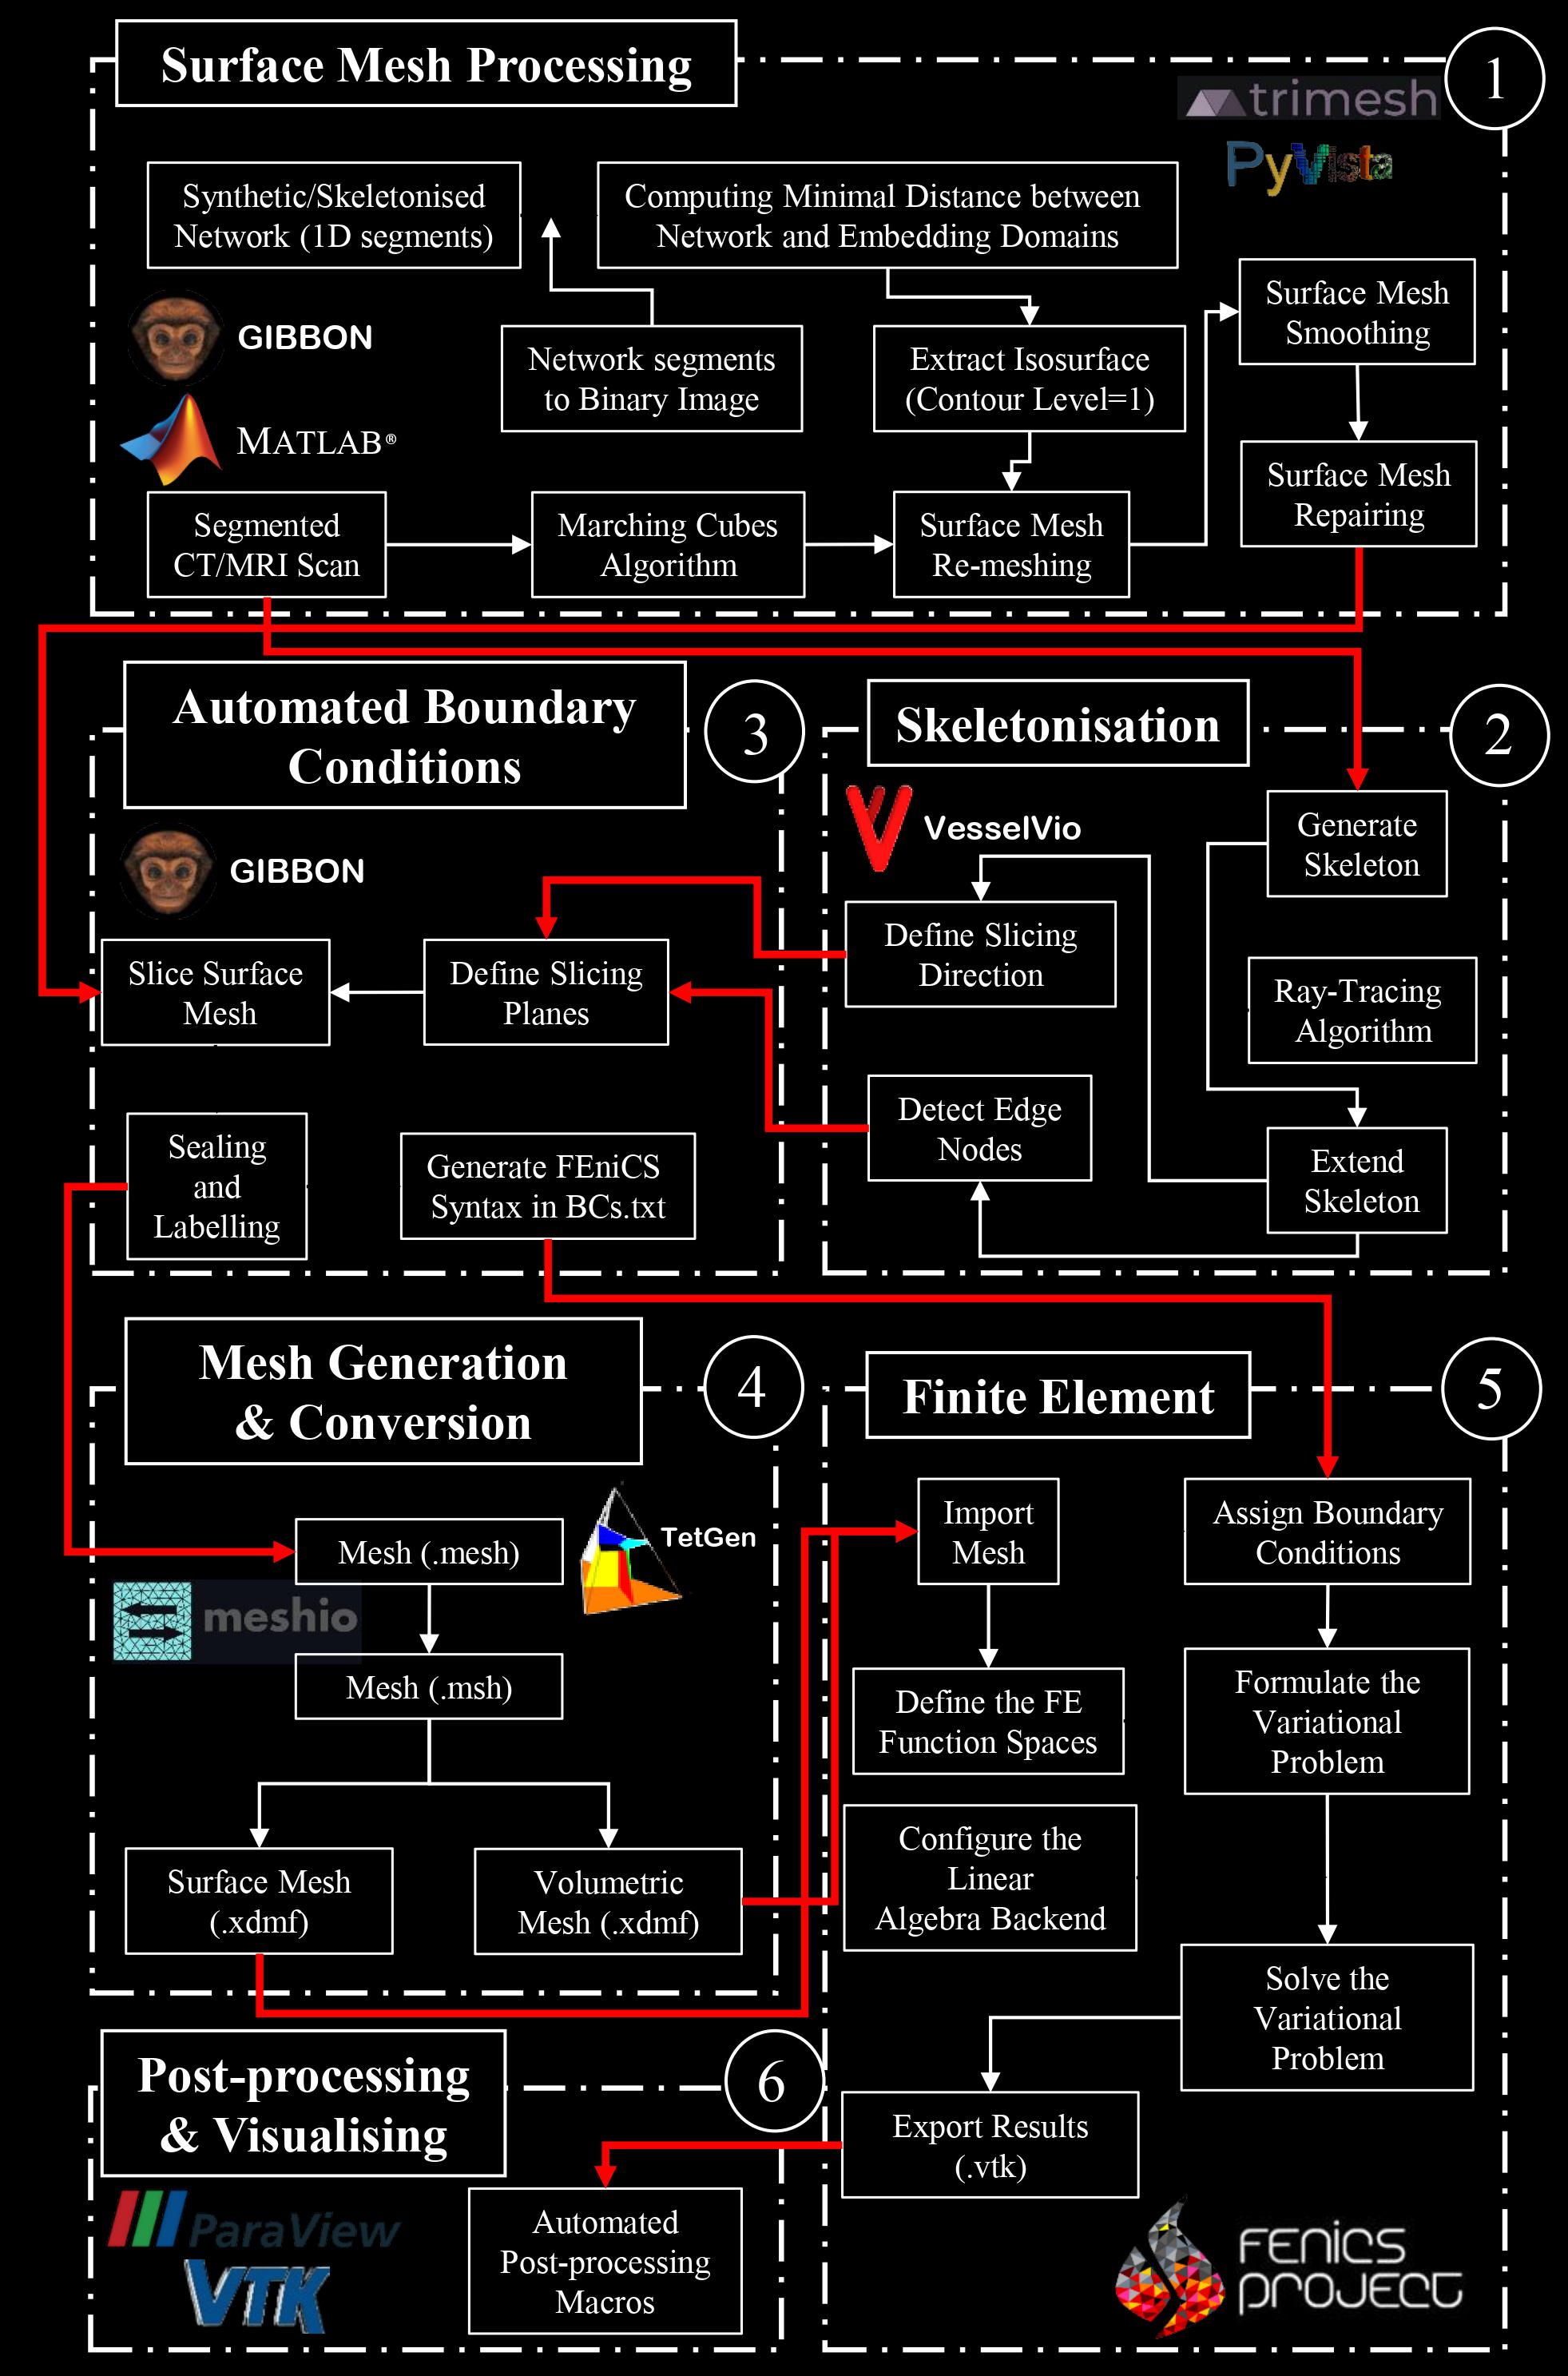 Surface Mesh Processing
1
trimesh
PyVista
Synthetic/Skeletonised
Network (1D segments)
Computing Minimal Distance between
Network and Embedding Domains
Surface Mesh
Smoothing
GIBBON
Network segments
to Binary Image
Extract Isosurface
(Contour Level=1)
MATLAB®
Surface Mesh
Repairing
Segmented
CT/MRI Scan
Marching Cubes
Algorithm
Surface Mesh
Re-meshing
Automated Boundary
Conditions
3
GIBBON
Slice Surface
Mesh
Define Slicing
Planes
Sealing
and
Labelling
Generate FEniCS
Syntax in BCs.txt
Skeletonisation
2
VesselVio
Generate
Skeleton
Define Slicing
Direction
Ray-Tracing
Algorithm
Detect Edge
Nodes
Extend
Skeleton
Mesh Generation
& Conversion
4
TetGen
Mesh (.mesh)
meshio
Mesh (.msh)
Surface Mesh
(.xdmf)
Volumetric
Mesh (.xdmf)
Finite Element
5
Import
Mesh
Assign Boundary
Conditions
Define the FE
Function Spaces
Formulate the
Variational
Problem
Configure the
Linear
Algebra Backend
Solve the
Variational
Problem
Export Results
(.vtk)
FENICS
PROJECT
Post-processing
& Visualising
6
ParaView
VTK
Automated
Post-processing
Macros